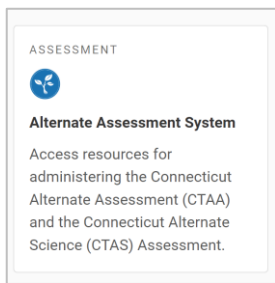 ASSESSMENT
Alternate Assessment System
Access resources for
administering the Connecticut
Alternate Assessment (CTAA)
and the Connecticut Alternate
Science (CTAS) Assessment.